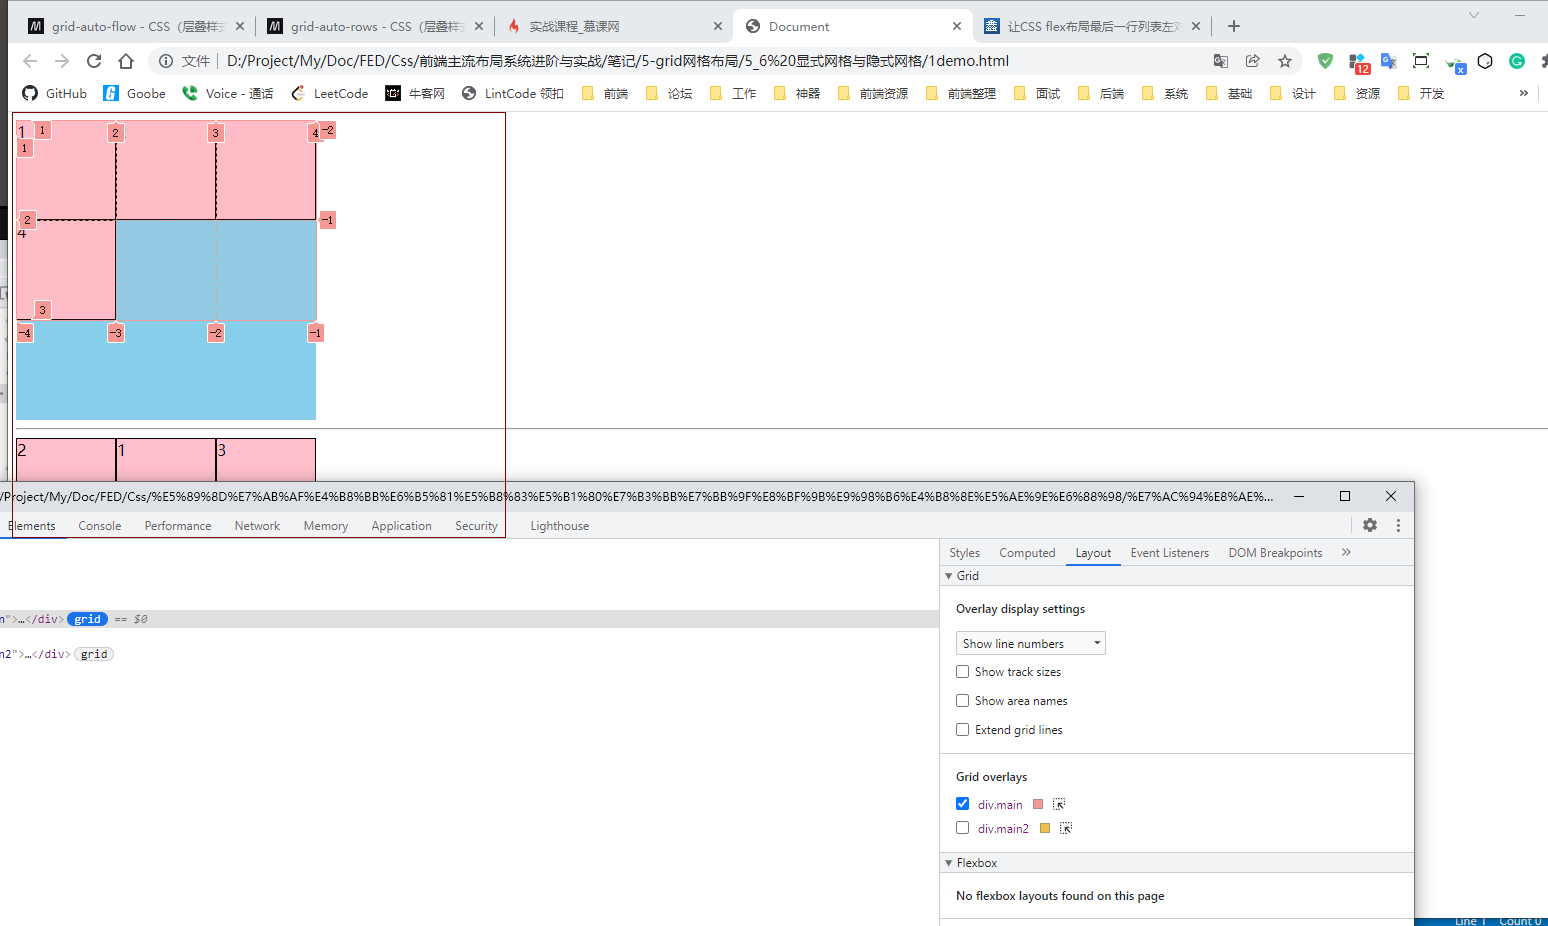 grid-auto-flow - CSS（层叠样式
grid-auto-rows - CSS（层叠样式
实战课程_慕课网
Document
让CSS flex布局最后一行列表左对
文件
D:/Project/My/Doc/FED/Css/前端主流布局系统进阶与实战/笔记/5-grid网格布局/5_6%20显式网格与隐式网格/1demo.html
12
x
GitHub
Goobe
Voice - 通话
LeetCode
牛客网
LintCode 领扣
前端
论坛
工作
神器
前端资源
前端整理
面试
后端
系统
基础
设计
资源
开发
»
1 1 2 3 4 -2
1
2 -1
4
3
-4 -3 -2 -1
2 1 3
/Project/My/Doc/FED/Css/%E5%89%8D%E7%AB%AF%E4%B8%BB%E6%B5%81%E5%B8%83%E5%B1%80%E7%B3%BB%E7%BB%9F%E8%BF%9B%E9%98%B6%E4%B8%8E%E5%AE%9E%E6%88%98/%E7%AC%94%E8%AE%...
Elements
Console
Performance
Network
Memory
Application
Security
Lighthouse
Styles
Computed
Layout
Event Listeners
DOM Breakpoints
»
Grid
Overlay display settings
n">…</div> grid == $0
Show line numbers
n2">…</div> grid
Show track sizes
Show area names
Extend grid lines
Grid overlays
div.main
div.main2
Flexbox
No flexbox layouts found on this page
Line 1 Count 0